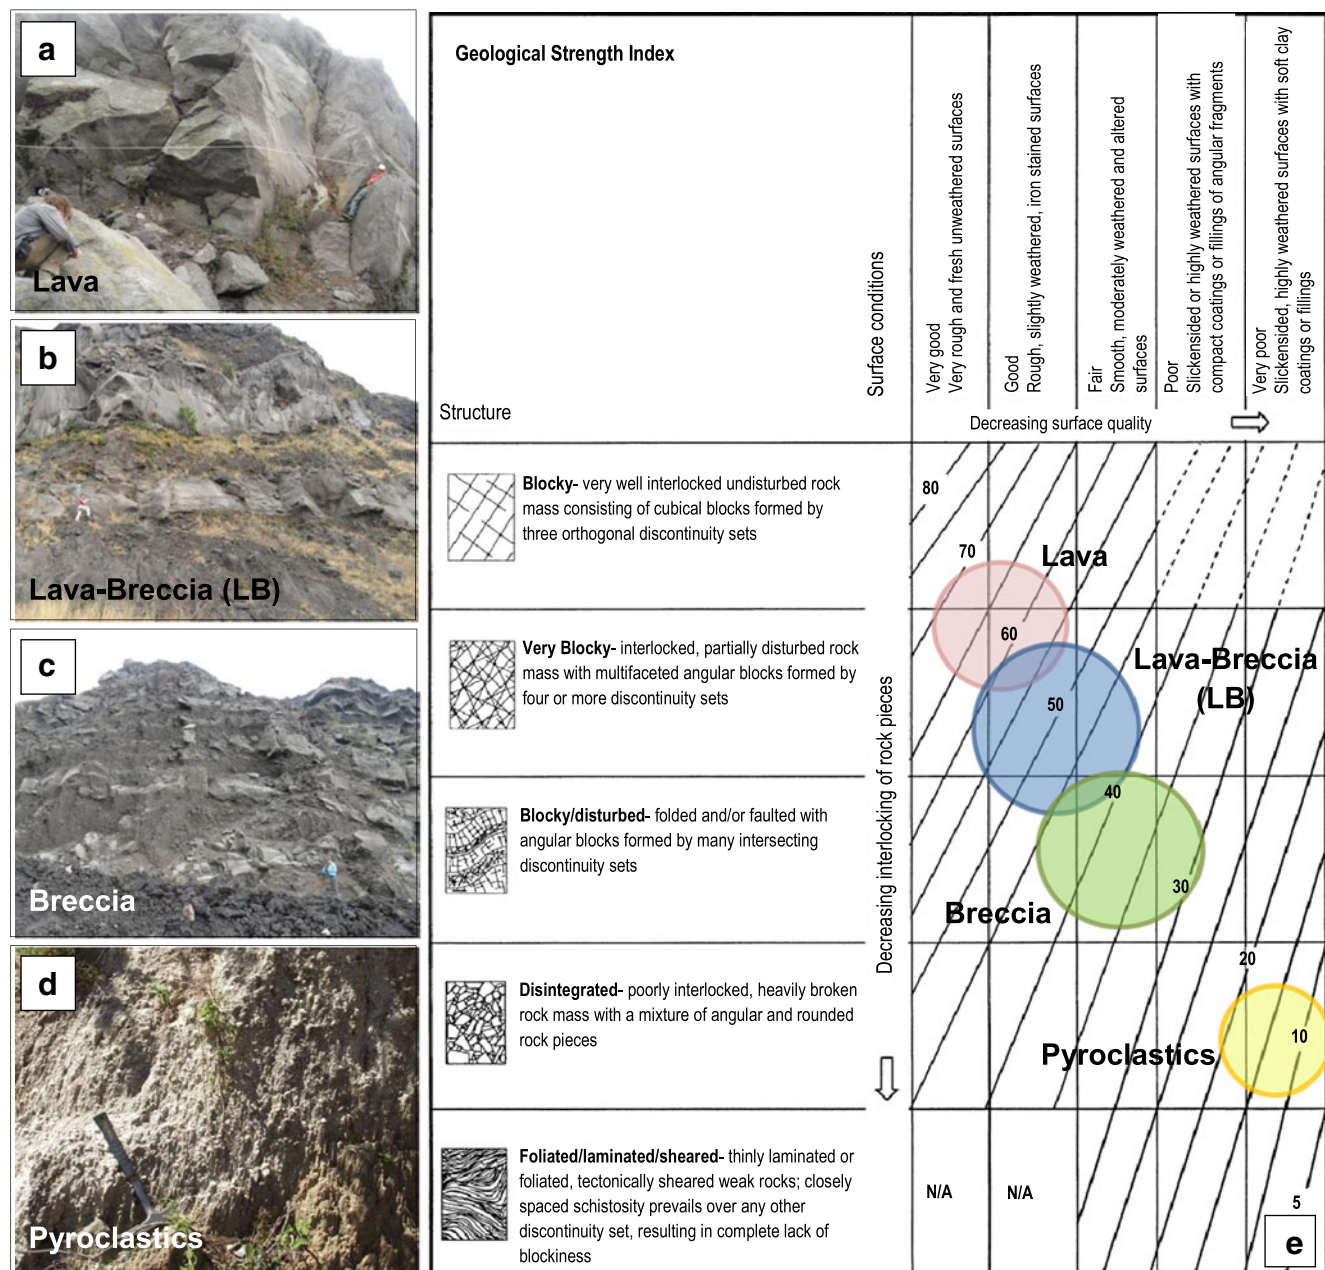 a
Lava
b
Lava-Breccia (LB)
c
Breccia
d
Pyroclastics
Geological Strength Index
Structure
Surface conditions
Very good
Very rough and fresh unweathered surfaces
Good
Rough, slightly weathered, iron stained surfaces
Fair
Smooth, moderately weathered and altered
surfaces
Poor
Slickensided or highly weathered surfaces with
compact coatings or fillings of angular fragments
Very poor
Slickensided, highly weathered surfaces with soft clay
coatings or fillings
Decreasing surface quality
Decreasing interlocking of rock pieces
Blocky- very well interlocked undisturbed rock
mass consisting of cubical blocks formed by
three orthogonal discontinuity sets
Very Blocky- interlocked, partially disturbed rock
mass with multifaceted angular blocks formed by
four or more discontinuity sets
Blocky/disturbed- folded and/or faulted with
angular blocks formed by many intersecting
discontinuity sets
Disintegrated- poorly interlocked, heavily broken
rock mass with a mixture of angular and rounded
rock pieces
Foliated/laminated/sheared- thinly laminated or
foliated, tectonically sheared weak rocks; closely
spaced schistosity prevails over any other
discontinuity set, resulting in complete lack of
blockiness
80
70
Lava
60
Lava-Breccia
(LB)
50
40
30
Breccia
20
10
Pyroclastics
N/A
N/A
5
e